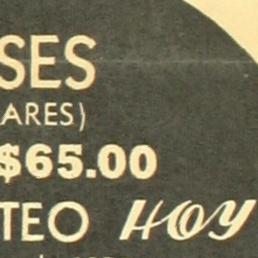 SES
ARES)
$65.00
TEO HOY